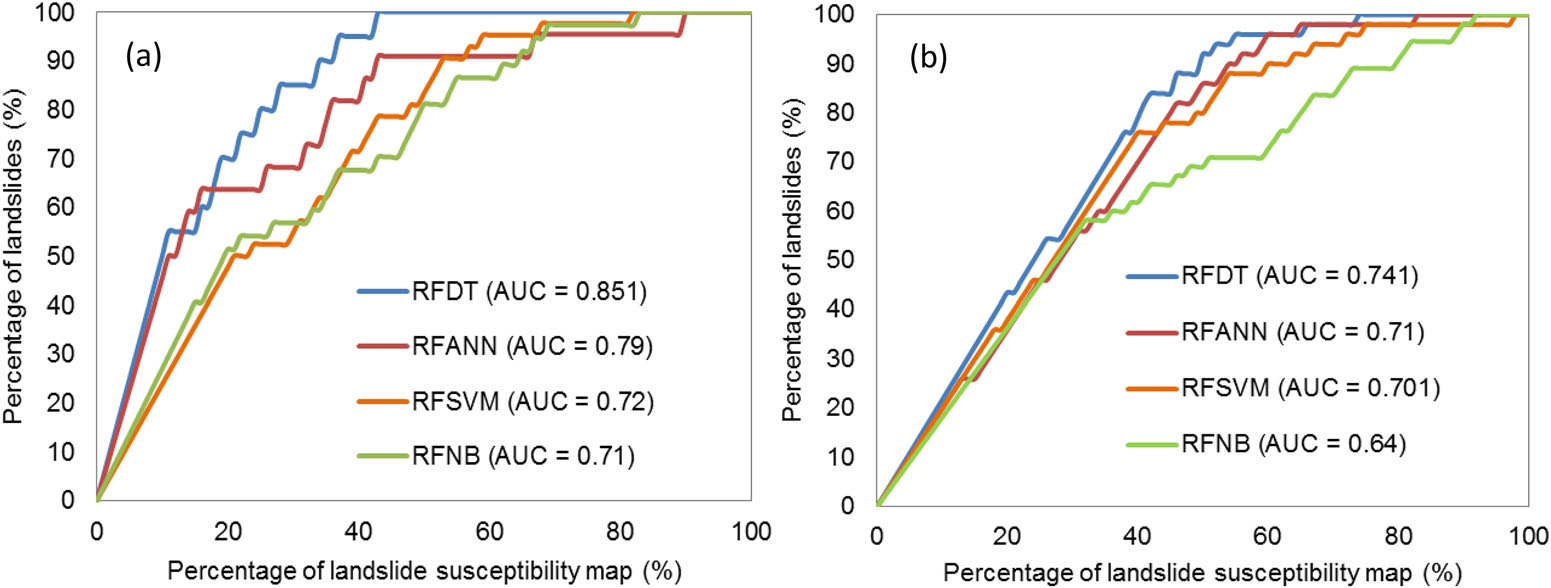 (a)
Percentage of landslides (%)
100
90
80
70
60
50
40
30
20
10
0
RFDT (AUC = 0.851)
RFANN (AUC = 0.79)
RFSVM (AUC = 0.72)
RFNB (AUC = 0.71)
0 20 40 60 80 100
Percentage of landslide susceptibility map (%)
(b)
Percentage of landslides (%)
100
90
80
70
60
50
40
30
20
10
0
RFDT (AUC = 0.741)
RFANN (AUC = 0.71)
RFSVM (AUC = 0.701)
RFNB (AUC = 0.64)
0 20 40 60 80 100
Percentage of landslide susceptibility map (%)